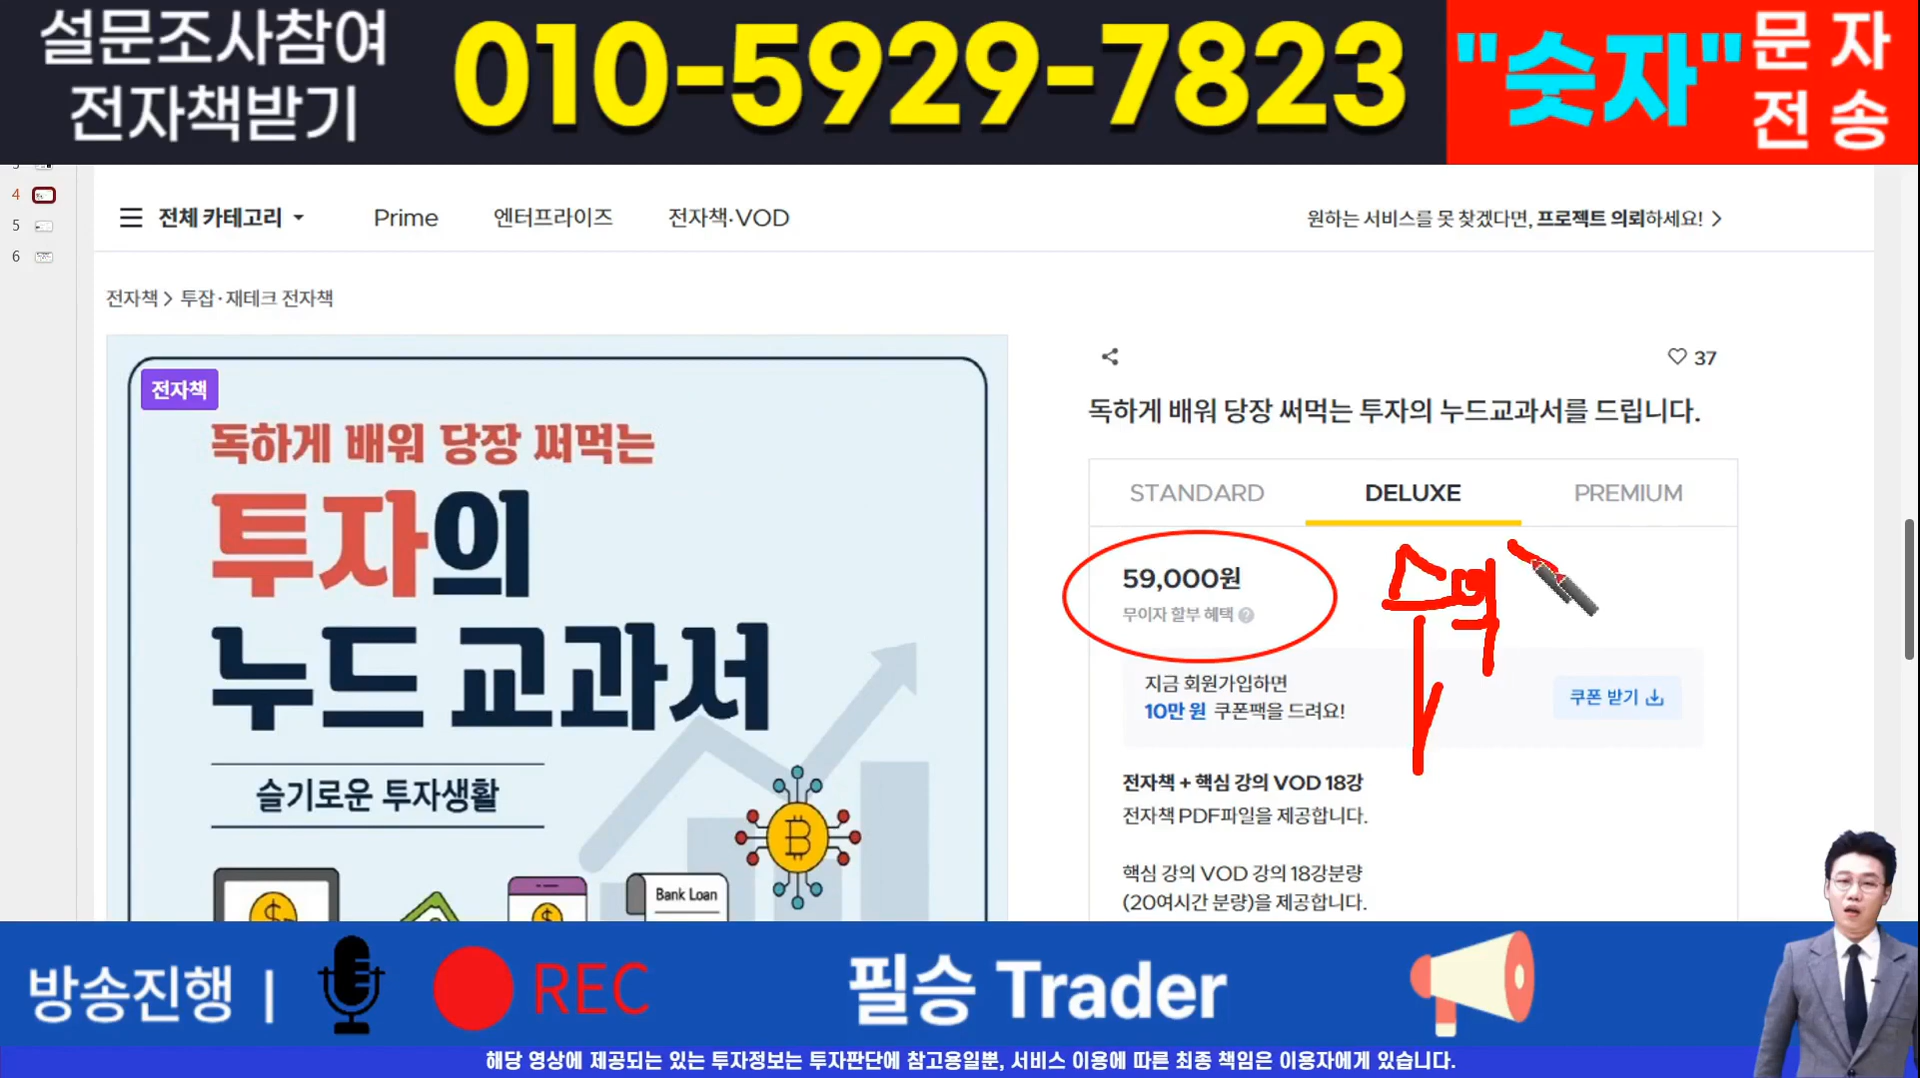 설문조사참여
전자책받기
010-5929-7823
"숫자"
문자
전송
4
5
6
전체 카테고리
Prime
엔터프라이즈
전자책·VOD
원하는 서비스를 못 찾겠다면, 프로젝트 의뢰하세요!
전자책 > 투잡·재테크 전자책
전자책
독하게 배워 당장 써먹는
투자의
누드 교과서
슬기로운 투자생활
Bank Loan
37
독하게 배워 당장 써먹는 투자의 누드교과서를 드립니다.
STANDARD
DELUXE
PREMIUM
59,000원
무이자 할부 혜택
지금 회원가입하면
10만 원 쿠폰팩을 드려요!
쿠폰 받기
전자책 + 핵심 강의 VOD 18강
전자책 PDF파일을 제공합니다.
핵심 강의 VOD 강의 18강분량
(20여시간 분량)을 제공합니다.
방송진행 |
REC
필승 Trader
해당 영상에 제공되는 있는 투자정보는 투자판단에 참고용일뿐, 서비스 이용에 따른 최종 책임은 이용자에게 있습니다.